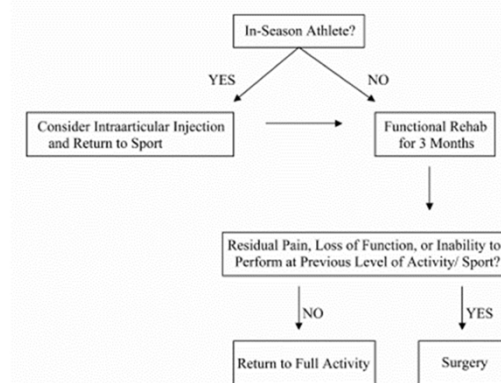 In-Season Athlete?
YES
NO
Consider Intraarticular Injection
and Return to Sport
Functional Rehab
for 3 Months
Residual Pain, Loss of Function, or Inability to
Perform at Previous Level of Activity/ Sport?
NO
YES
Return to Full Activity
Surgery